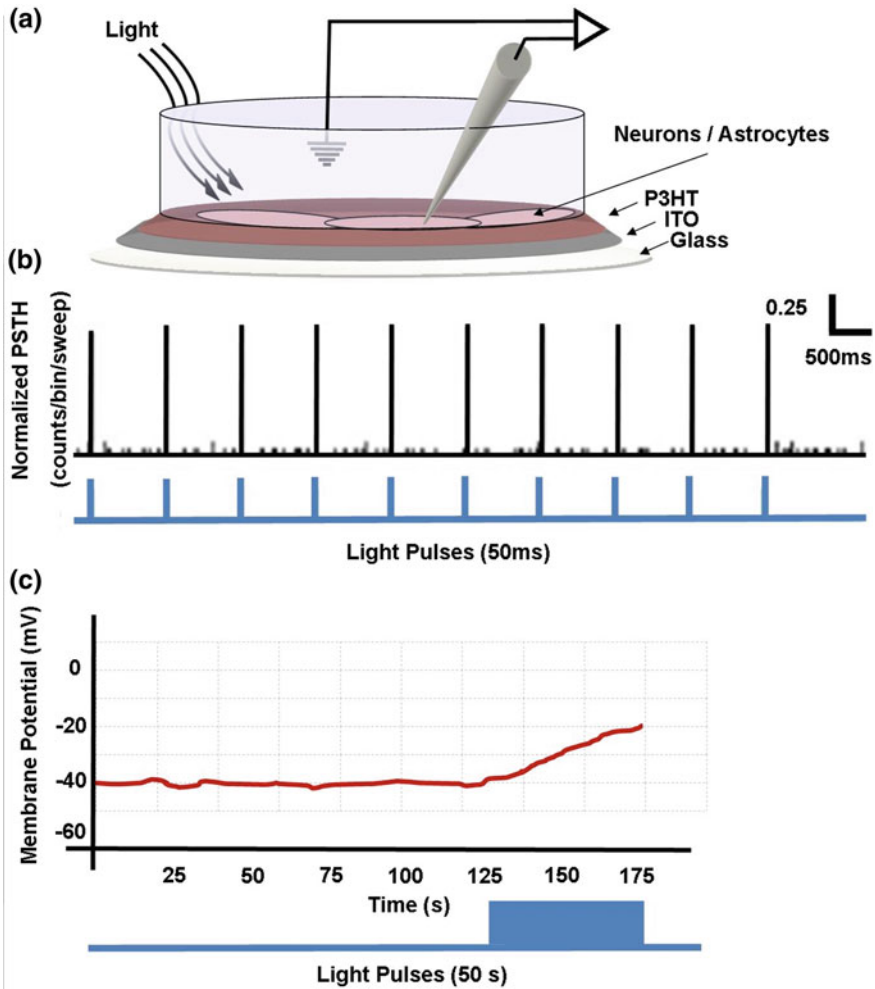 (a)
Light
Neurons / Astrocytes
P3HT
ITO
Glass
(b)
Normalized PSTH
(counts/bin/sweep)
0.25
500ms
Light Pulses (50ms)
(c)
Membrane Potential (mV)
0
-20
-40
-60
25 50 75 100 125 150 175
Time (s)
Light Pulses (50 s)